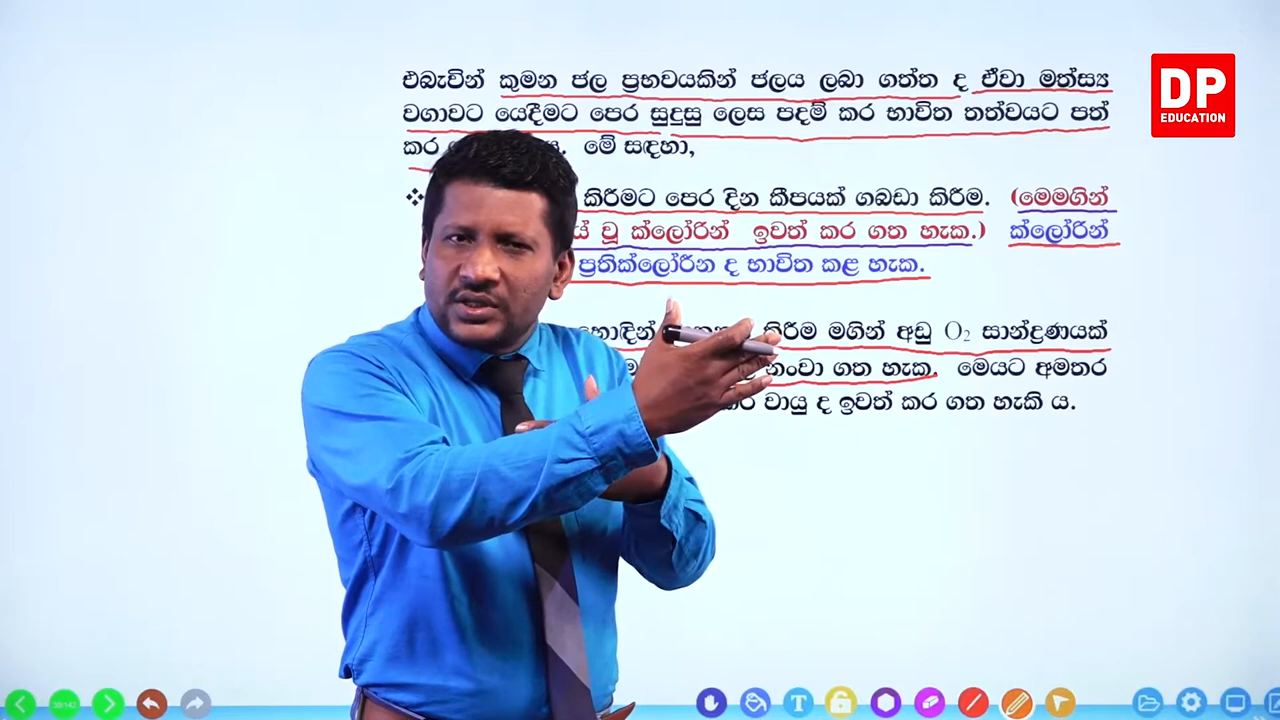 එබැවින් කුමන ජල ප්‍රභවයකින් ජලය ලබා ගත්ත ද ඒවා මත්ස්‍ය
වගාවට යෙදීමට පෙර සුදුසු ලෙස පදම් කර භාවිත තත්වයට පත්
කර මේ සඳහා,
❖ කිරීමට පෙර දින කීපයක් ගබඩා කිරීම. (මෙමගින්
වූ ක්ලෝරින් ඉවත් කර ගත හැක.) ක්ලෝරින්
ප්‍රතික්ලෝරීන ද භාවිත කළ හැක.
හොඳින් කිරීම මගින් අඩු O₂ සාන්ද්‍රණයක්
නංවා ගත හැක. මෙයට අමතර
වායු ද ඉවත් කර ගත හැකි ය.
DP
EDUCATION
T